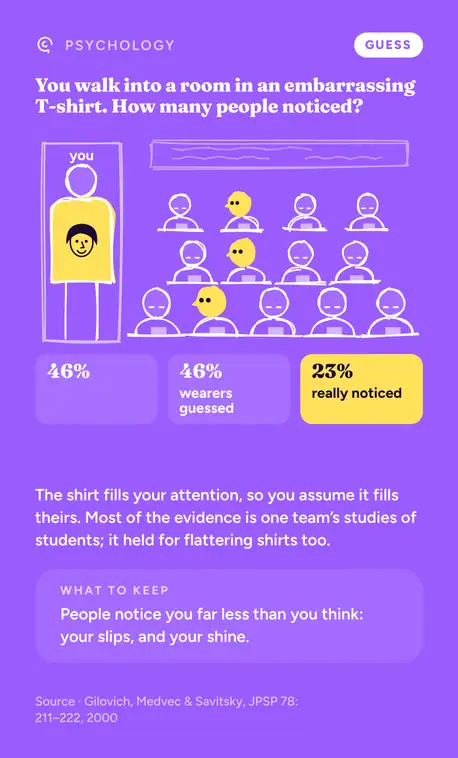 PSYCHOLOGY
GUESS
You walk into a room in an embarrassing
T-shirt. How many people noticed?
you
46%
46%
wearers
guessed
23%
really noticed
The shirt fills your attention, so you assume it fills
theirs. Most of the evidence is one team’s studies of
students; it held for flattering shirts too.
WHAT TO KEEP
People notice you far less than you think:
your slips, and your shine.
Source · Gilovich, Medvec & Savitsky, JPSP 78:
211–222, 2000